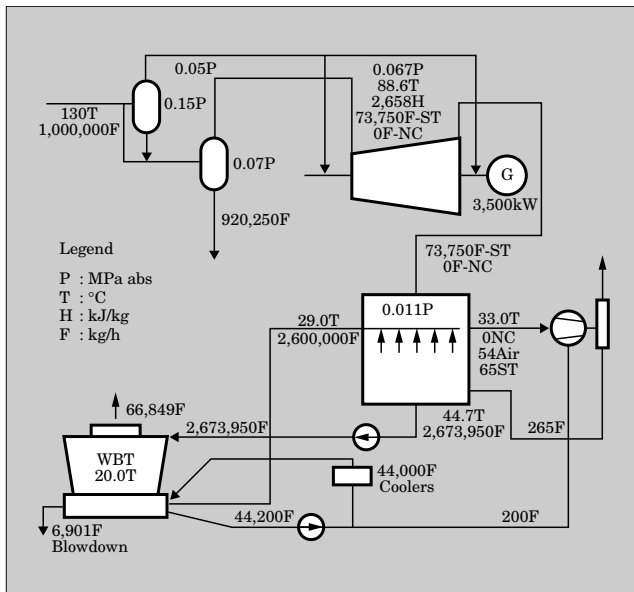 0.05P
0.15P
130T
1,000,000F
0.07P
920,250F
0.067P
88.6T
2,658H
73,750F-ST
0F-NC
G
3,500kW
Legend
P : MPa abs
T : °C
H : kJ/kg
F : kg/h
73,750F-ST
0F-NC
0.011P
29.0T
2,600,000F
33.0T
0NC
54Air
65ST
66,849F
2,673,950F
44.7T
2,673,950F
265F
WBT
20.0T
44,000F
Coolers
44,200F
200F
6,901F
Blowdown